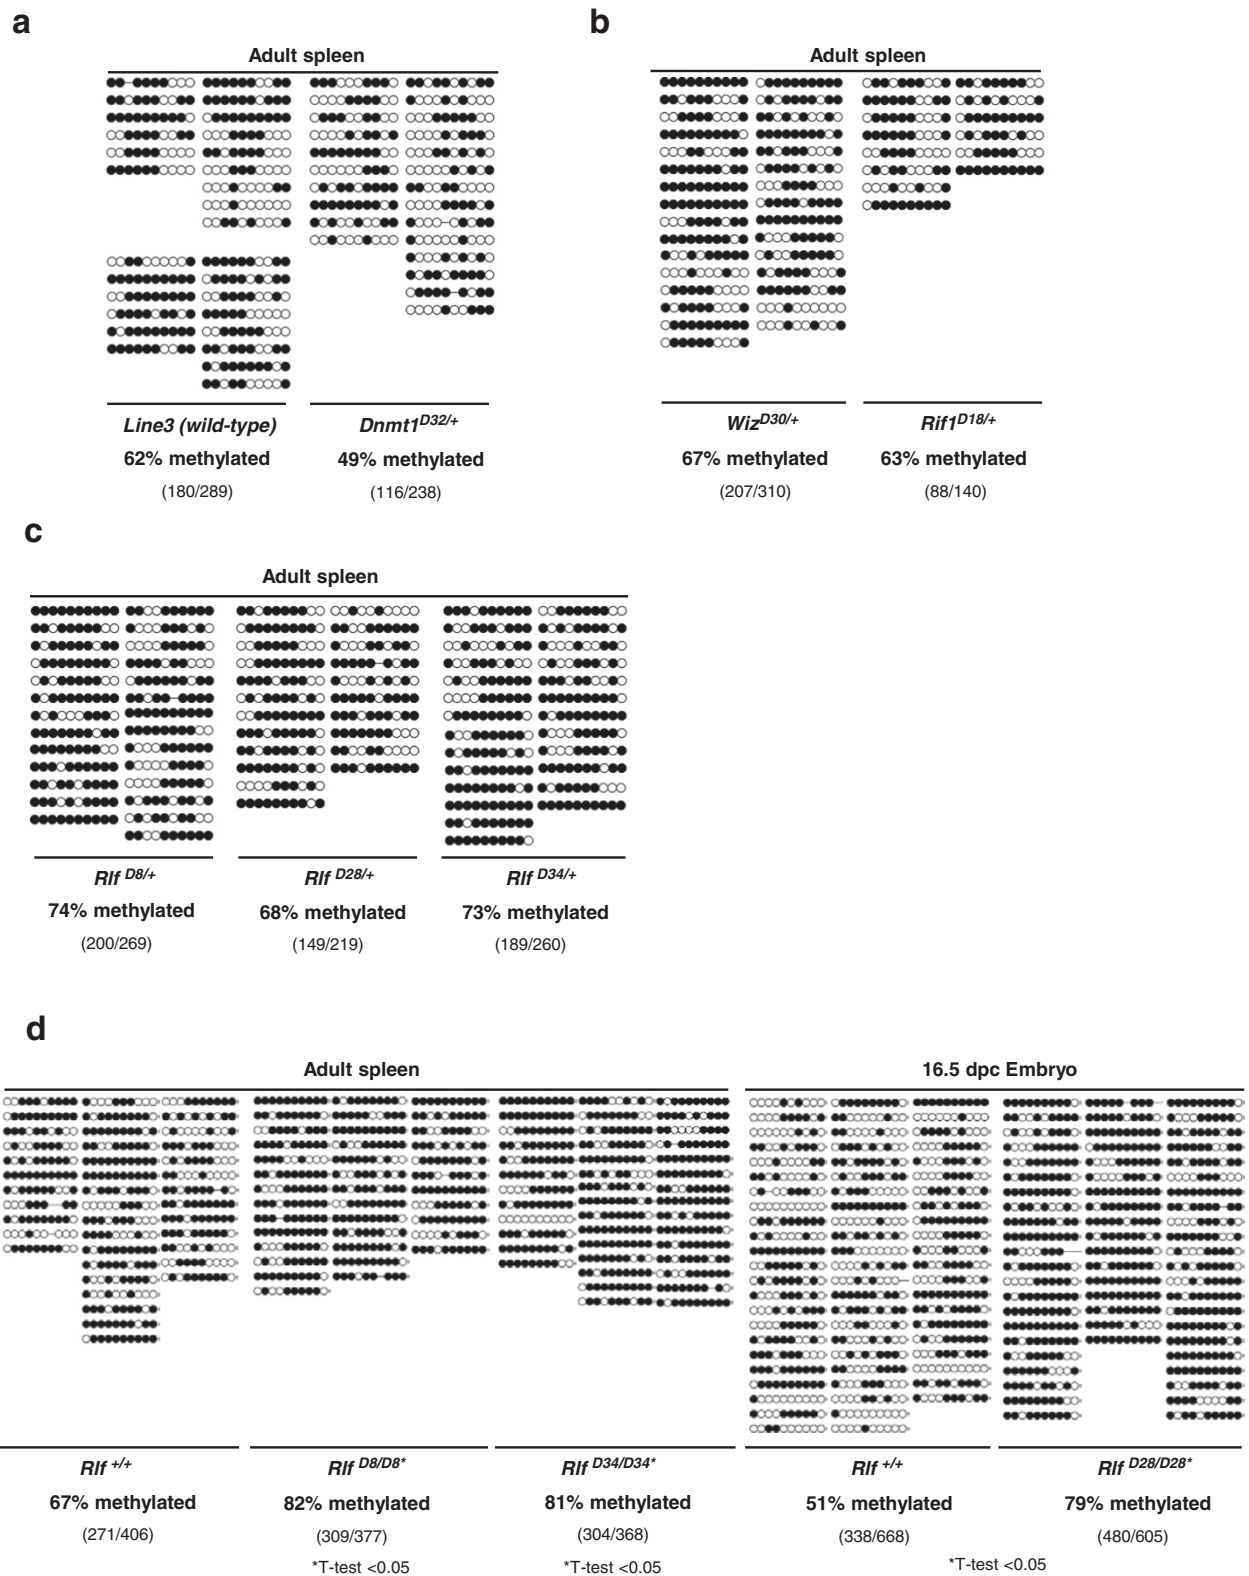 a
Adult spleen
Line3 (wild-type)
62% methylated
(180/289)
Dnmt1D32/+
49% methylated
(116/238)
b
Adult spleen
WizD30/+
67% methylated
(207/310)
Rif1D18/+
63% methylated
(88/140)
c
Adult spleen
Rlf D8/+
74% methylated
(200/269)
Rlf D28/+
68% methylated
(149/219)
Rlf D34/+
73% methylated
(189/260)
d
Adult spleen
Rlf +/+
67% methylated
(271/406)
Rlf D8/D8*
82% methylated
(309/377)
*T-test <0.05
Rlf D34/D34*
81% methylated
(304/368)
*T-test <0.05
16.5 dpc Embryo
Rlf +/+
51% methylated
(338/668)
Rlf D28/D28*
79% methylated
(480/605)
*T-test <0.05